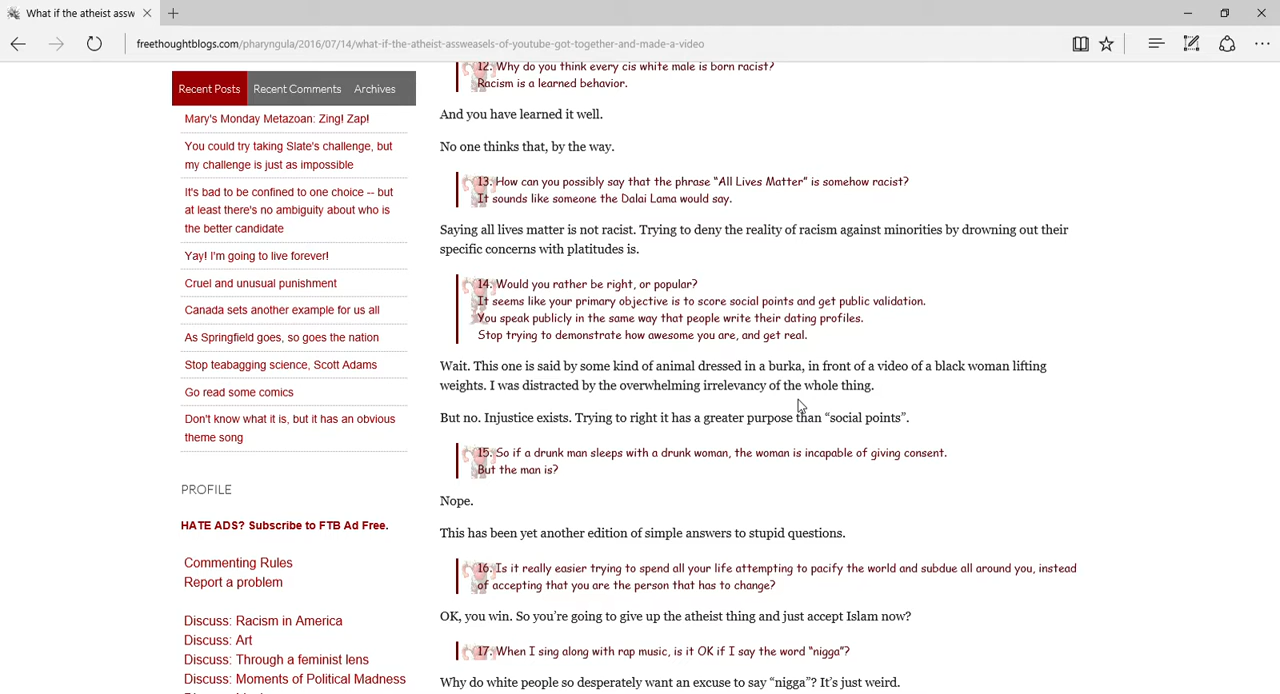 What if the atheist assw
freethoughtblogs.com/pharyngula/2016/07/14/what-if-the-atheist-assweasels-of-youtube-got-together-and-made-a-video
Recent Posts Recent Comments Archives
Mary's Monday Metazoan: Zing! Zap!
You could try taking Slate's challenge, but
my challenge is just as impossible
It's bad to be confined to one choice -- but
at least there's no ambiguity about who is
the better candidate
Yay! I'm going to live forever!
Cruel and unusual punishment
Canada sets another example for us all
As Springfield goes, so goes the nation
Stop teabagging science, Scott Adams
Go read some comics
Don't know what it is, but it has an obvious
theme song
PROFILE
HATE ADS? Subscribe to FTB Ad Free.
Commenting Rules
Report a problem
Discuss: Racism in America
Discuss: Art
Discuss: Through a feminist lens
Discuss: Moments of Political Madness
12. Why do you think every cis white male is born racist?
Racism is a learned behavior.
And you have learned it well.
No one thinks that, by the way.
13. How can you possibly say that the phrase “All Lives Matter” is somehow racist?
It sounds like someone the Dalai Lama would say.
Saying all lives matter is not racist. Trying to deny the reality of racism against minorities by drowning out their
specific concerns with platitudes is.
14. Would you rather be right, or popular?
It seems like your primary objective is to score social points and get public validation.
You speak publicly in the same way that people write their dating profiles.
Stop trying to demonstrate how awesome you are, and get real.
Wait. This one is said by some kind of animal dressed in a burka, in front of a video of a black woman lifting
weights. I was distracted by the overwhelming irrelevancy of the whole thing.
But no. Injustice exists. Trying to right it has a greater purpose than “social points”.
15. So if a drunk man sleeps with a drunk woman, the woman is incapable of giving consent.
But the man is?
Nope.
This has been yet another edition of simple answers to stupid questions.
16. Is it really easier trying to spend all your life attempting to pacify the world and subdue all around you, instead
of accepting that you are the person that has to change?
OK, you win. So you’re going to give up the atheist thing and just accept Islam now?
17. When I sing along with rap music, is it OK if I say the word “nigga”?
Why do white people so desperately want an excuse to say “nigga”? It’s just weird.